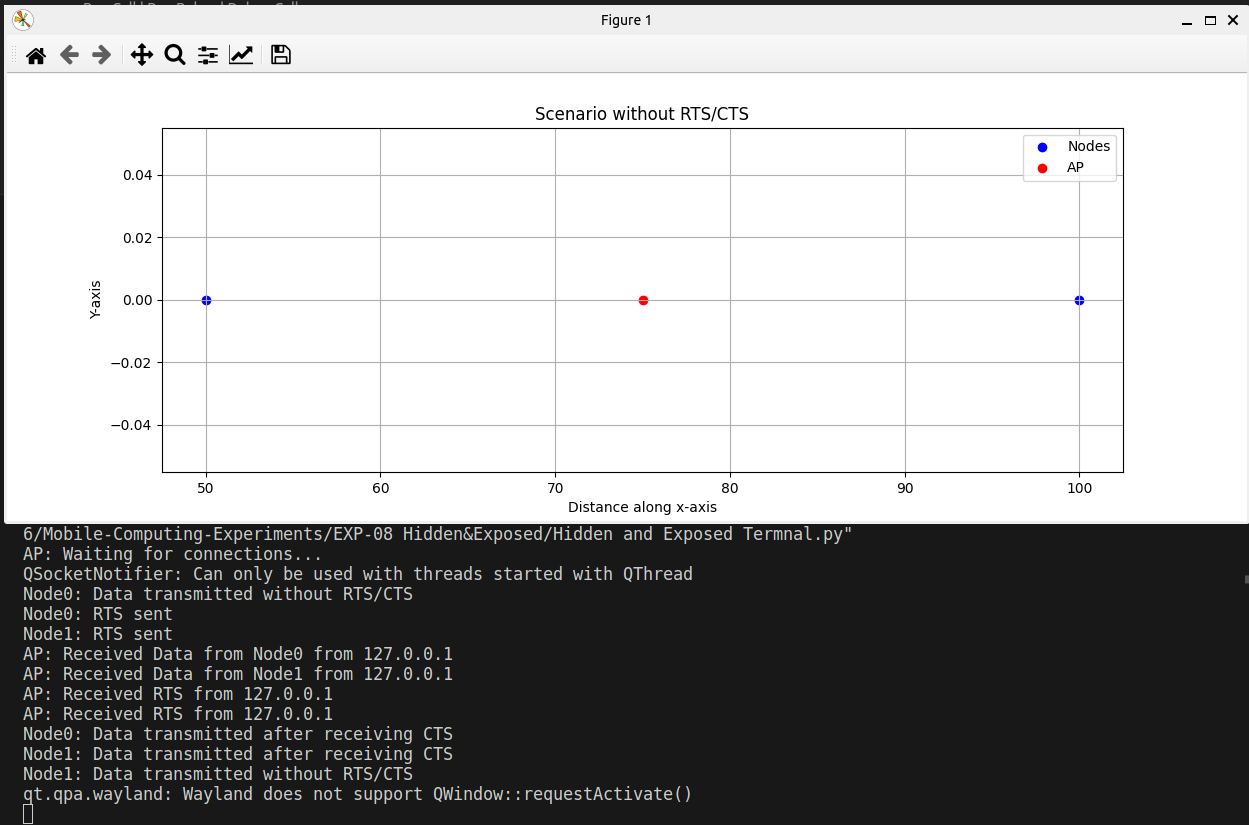 Figure 1
Scenario without RTS/CTS
Nodes
AP
0.04
0.02
0.00
−0.02
−0.04
Y-axis
50 60 70 80 90 100
Distance along x-axis
6/Mobile-Computing-Experiments/EXP-08 Hidden&Exposed/Hidden and Exposed Termnal.py"
AP: Waiting for connections...
QSocketNotifier: Can only be used with threads started with QThread
Node0: Data transmitted without RTS/CTS
Node0: RTS sent
Node1: RTS sent
AP: Received Data from Node0 from 127.0.0.1
AP: Received Data from Node1 from 127.0.0.1
AP: Received RTS from 127.0.0.1
AP: Received RTS from 127.0.0.1
Node0: Data transmitted after receiving CTS
Node1: Data transmitted after receiving CTS
Node1: Data transmitted without RTS/CTS
qt.qpa.wayland: Wayland does not support QWindow::requestActivate()